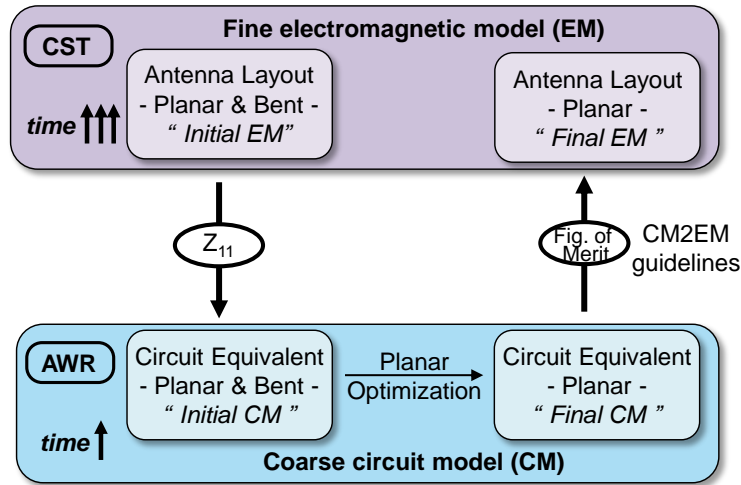 Fine electromagnetic model (EM)
CST
time
Antenna Layout
- Planar & Bent -
“ Initial EM”
Antenna Layout
- Planar -
“ Final EM ”
Z11
Fig. of
Merit
CM2EM
guidelines
AWR
time
Circuit Equivalent
- Planar & Bent -
“ Initial CM ”
Planar
Optimization
Circuit Equivalent
- Planar -
“ Final CM ”
Coarse circuit model (CM)